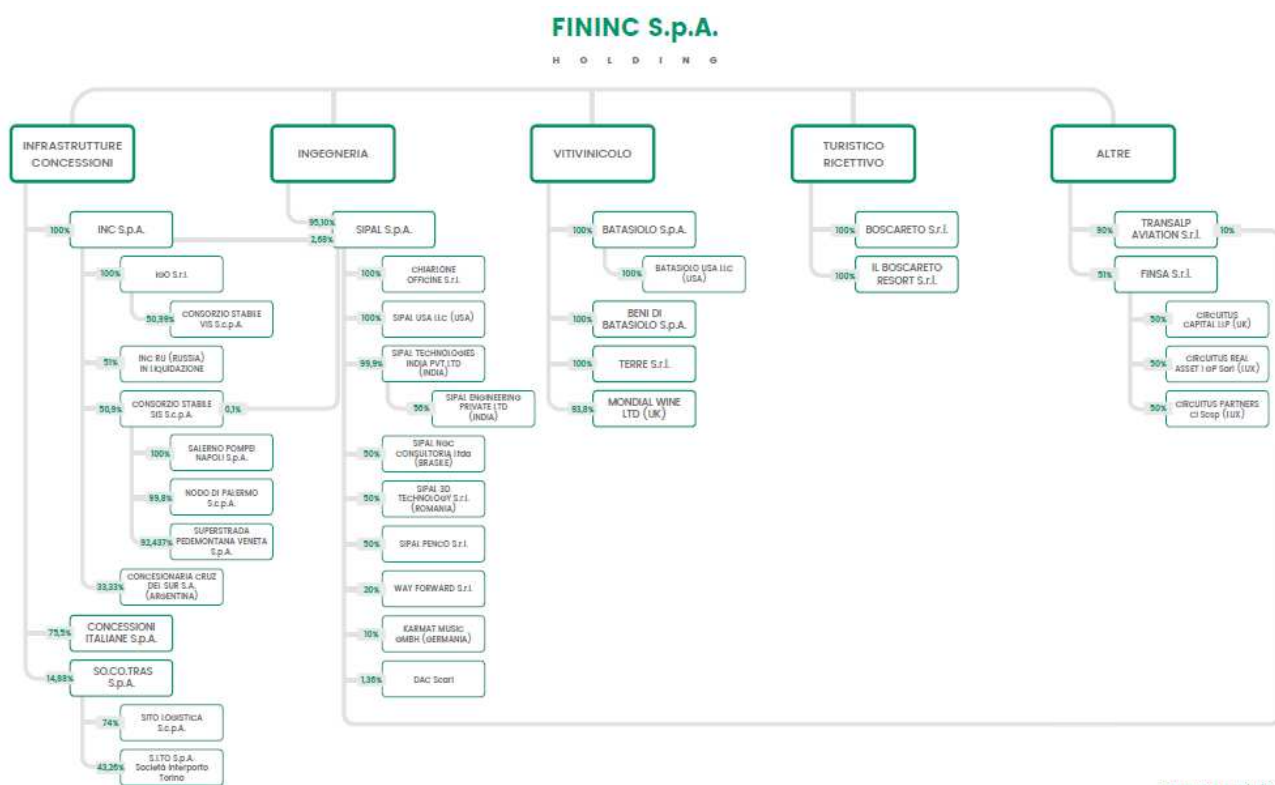 FININC S.p.A.
HOLDING
INFRASTRUTTURE
CONCESSIONI
100%
INC S.p.A.
100%
IGO S.r.l.
50,99%
CONSORZIO STABILE
VIS S.c.p.A.
51%
INC RU (RUSSIA)
IN LIQUIDAZIONE
50,9%
CONSORZIO STABILE
SIS S.c.p.A.
0,1%
100%
SALERNO POMPEI
NAPOLI S.p.A.
99,8%
NODO DI PALERMO
S.c.p.A.
92,437%
SUPERSTRADA
PEDEMONTANA VENETA
S.p.A.
33,33%
CONCESIONARIA CRUZ
DEL SUR S.A.
(ARGENTINA)
75,5%
CONCESSIONI
ITALIANE S.p.A.
14,88%
SO.CO.TRAS
S.p.A.
74%
SITO LOGISTICA
S.c.p.A.
43,26%
S.I.TO S.p.A.
Società Interporto
Torino
INGEGNERIA
95,10%
2,68%
SIPAL S.p.A.
100%
CHIARLONE
OFFICINE S.r.l.
100%
SIPAL USA LLC (USA)
99,9%
SIPAL TECHNOLOGIES
INDIA PVT LTD
(INDIA)
50%
SIPAL ENGINEERING
PRIVATE LTD
(INDIA)
50%
SIPAL NGC
CONSULTORIA ltda
(BRASILE)
50%
SIPAL 3D
TECHNOLOGY S.r.l.
(ROMANIA)
50%
SIPAL PENCO S.r.l.
20%
WAY FORWARD S.r.l.
10%
KARMAT MUSIC
GMBH (GERMANIA)
1,36%
DAC Scarl
VITIVINICOLO
100%
BATASIOLO S.p.A.
100%
BATASIOLO USA LLC
(USA)
100%
BENI DI
BATASIOLO S.p.A.
100%
TERRE S.r.l.
93,8%
MONDIAL WINE
LTD (UK)
TURISTICO
RICETTIVO
100%
BOSCARETO S.r.l.
100%
IL BOSCARETO
RESORT S.r.l.
ALTRE
90%
TRANSALP
AVIATION S.r.l.
10%
51%
FINSA S.r.l.
50%
CIRCUITUS
CAPITAL LLP (UK)
50%
CIRCUITUS REAL
ASSET I GP Sarl (LUX)
50%
CIRCUITUS PARTNERS
CI Scsp (LUX)